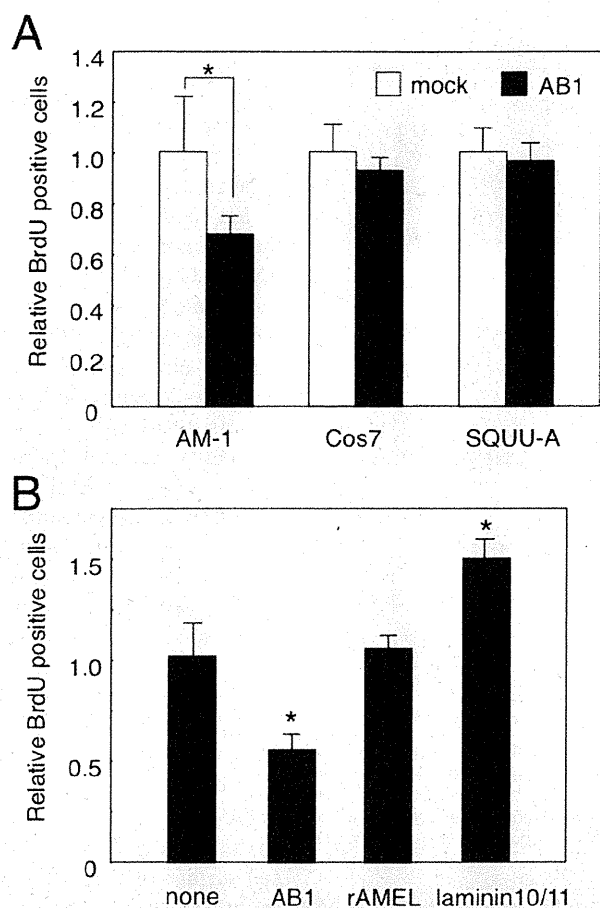 A
Relative BrdU positive cells
1.4
1.2
1.0
0.8
0.6
0.4
0.2
0
*
mock AB1
AM-1 Cos7 SQUU-A
B
Relative BrdU positive cells
1.5
1.0
0.5
0
*
*
none AB1 rAMEL laminin10/11